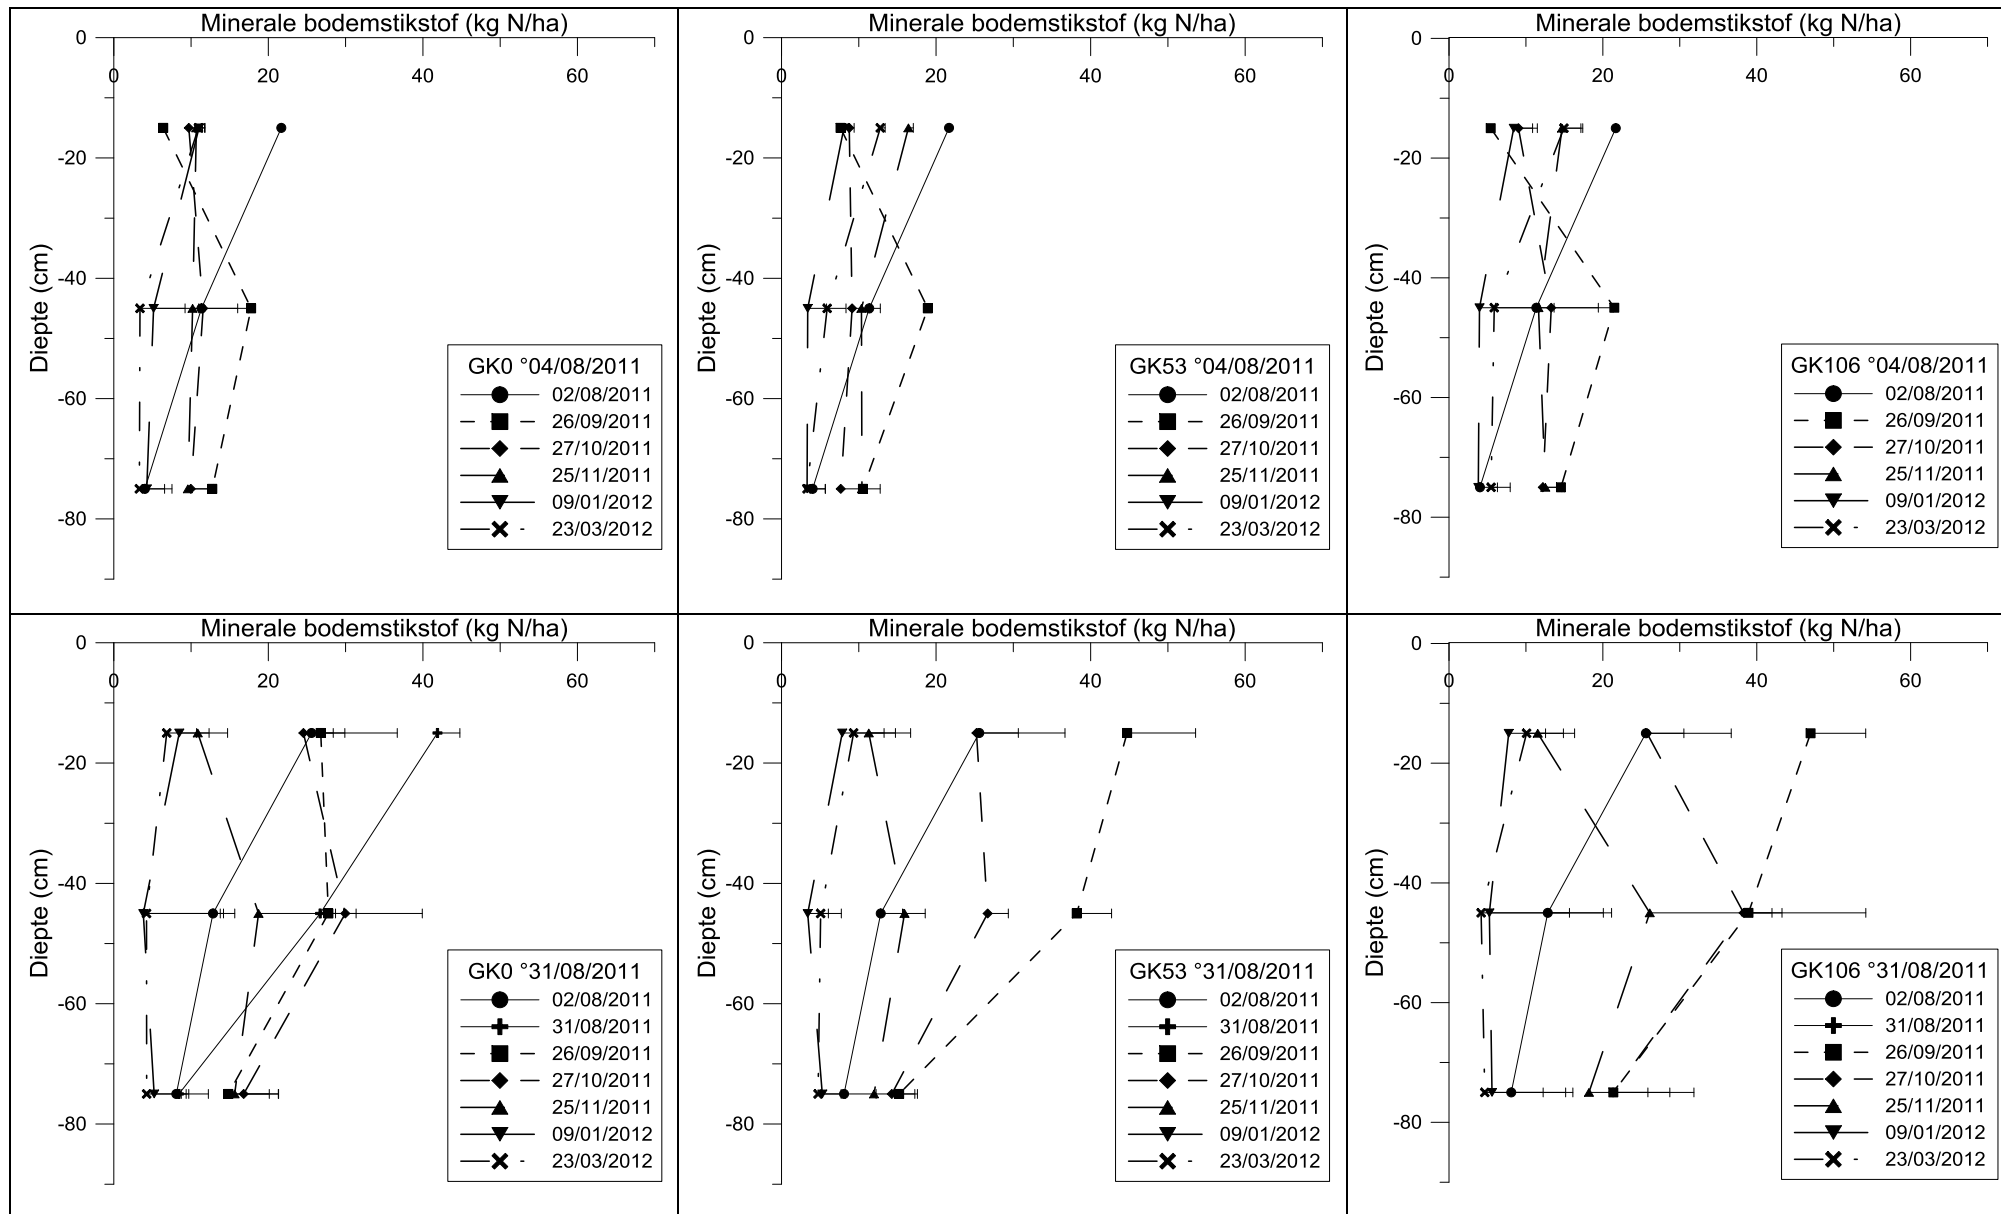 Minerale bodemstikstof (kg N/ha)
0
0 20 40 60
-20
-40
-60
-80
Diepte (cm)
GK0 °04/08/2011
02/08/2011
26/09/2011
27/10/2011
25/11/2011
09/01/2012
23/03/2012
Minerale bodemstikstof (kg N/ha)
0
0 20 40 60
-20
-40
-60
-80
Diepte (cm)
GK53 °04/08/2011
02/08/2011
26/09/2011
27/10/2011
25/11/2011
09/01/2012
23/03/2012
Minerale bodemstikstof (kg N/ha)
0
0 20 40 60
-20
-40
-60
-80
Diepte (cm)
GK106 °04/08/2011
02/08/2011
26/09/2011
27/10/2011
25/11/2011
09/01/2012
23/03/2012
Minerale bodemstikstof (kg N/ha)
0
0 20 40 60
-20
-40
-60
-80
Diepte (cm)
GK0 °31/08/2011
02/08/2011
31/08/2011
26/09/2011
27/10/2011
25/11/2011
09/01/2012
23/03/2012
Minerale bodemstikstof (kg N/ha)
0
0 20 40 60
-20
-40
-60
-80
Diepte (cm)
GK53 °31/08/2011
02/08/2011
31/08/2011
26/09/2011
27/10/2011
25/11/2011
09/01/2012
23/03/2012
Minerale bodemstikstof (kg N/ha)
0
0 20 40 60
-20
-40
-60
-80
Diepte (cm)
GK106 °31/08/2011
02/08/2011
31/08/2011
26/09/2011
27/10/2011
25/11/2011
09/01/2012
23/03/2012